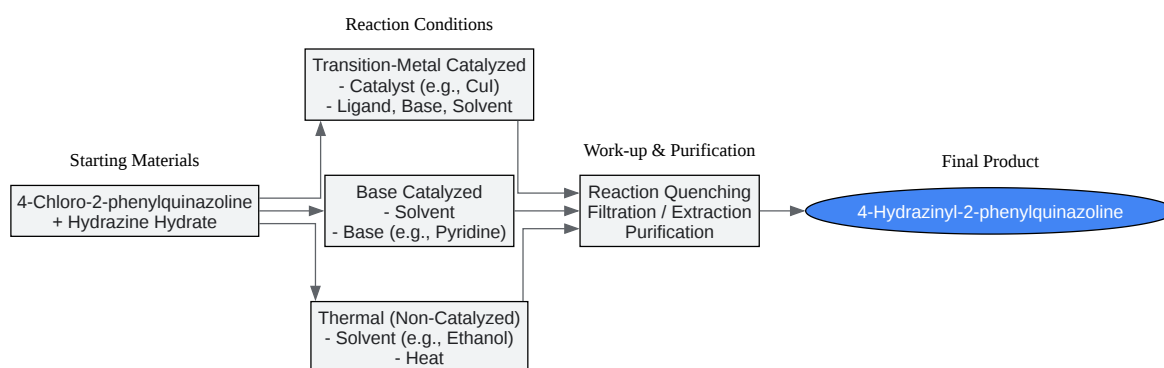 Reaction Conditions
Transition-Metal Catalyzed
- Catalyst (e.g., CuI)
- Ligand, Base, Solvent
Starting Materials
4-Chloro-2-phenylquinazoline
+ Hydrazine Hydrate
Base Catalyzed
- Solvent
- Base (e.g., Pyridine)
Thermal (Non-Catalyzed)
- Solvent (e.g., Ethanol)
- Heat
Work-up & Purification
Reaction Quenching
Filtration / Extraction
Purification
Final Product
4-Hydrazinyl-2-phenylquinazoline